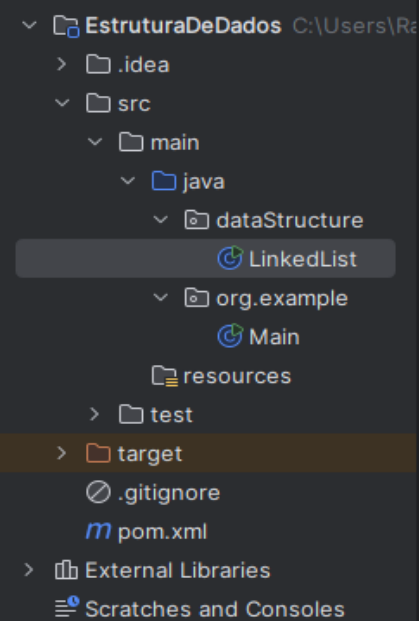 EstruturaDeDados C:\Users\Ra
.idea
src
main
java
dataStructure
LinkedList
org.example
Main
resources
test
target
.gitignore
m pom.xml
External Libraries
Scratches and Consoles